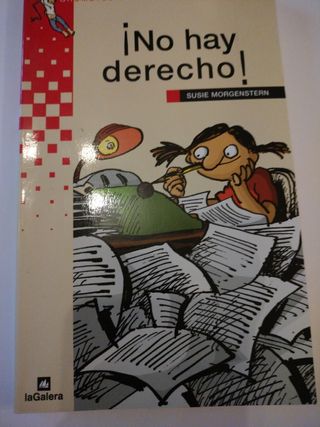 ¡No hay
derecho!
SUSIE MORGENSTERN
laGalera